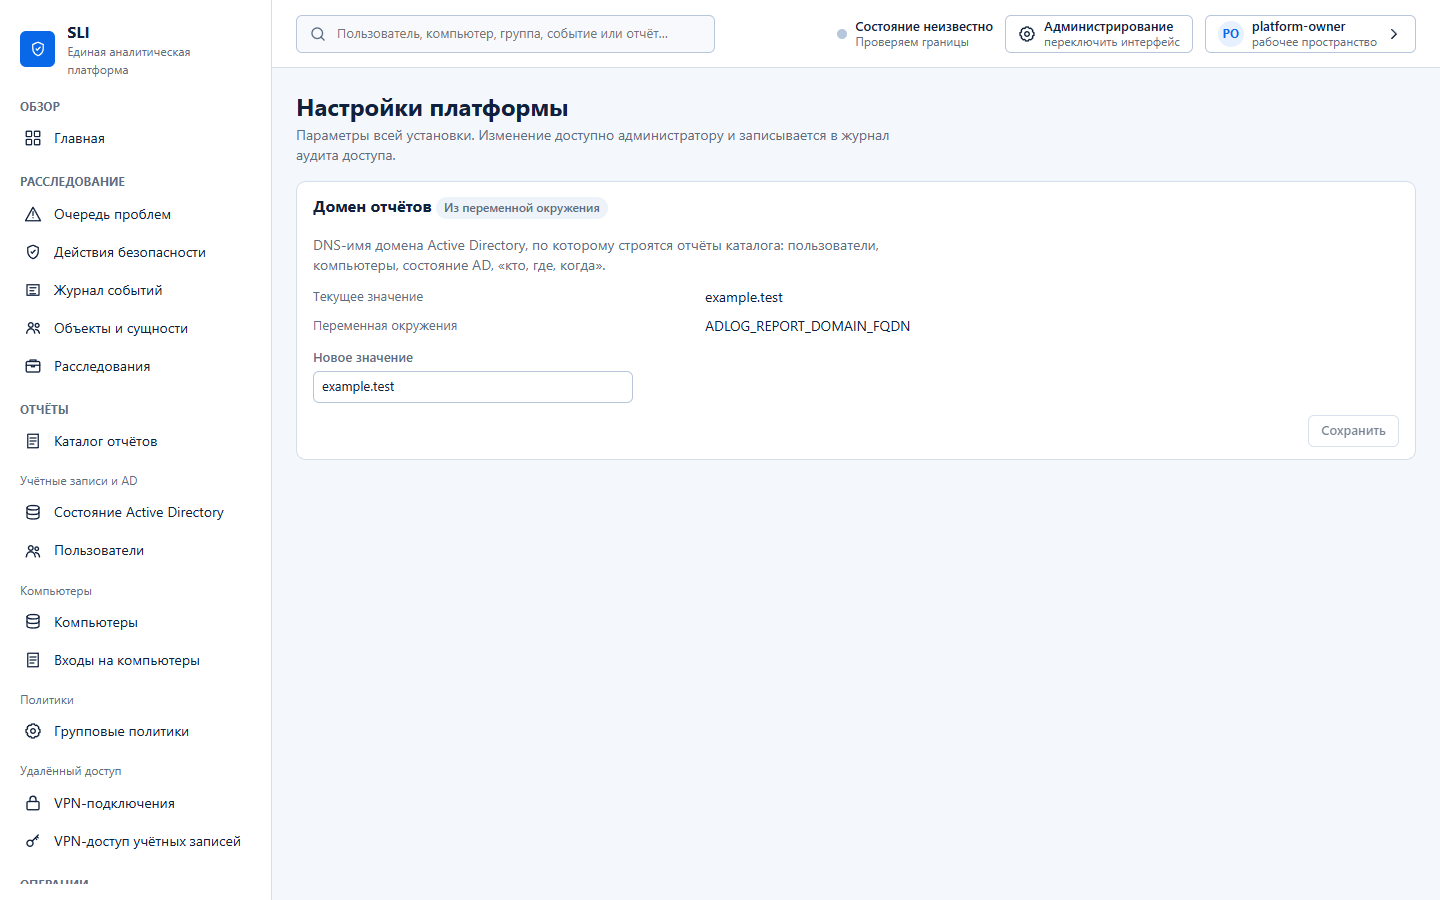 SLI
Единая аналитическая
платформа
ОБЗОР
Главная
РАССЛЕДОВАНИЕ
Очередь проблем
Действия безопасности
Журнал событий
Объекты и сущности
Расследования
ОТЧЁТЫ
Каталог отчётов
Учётные записи и AD
Состояние Active Directory
Пользователи
Компьютеры
Компьютеры
Входы на компьютеры
Политики
Групповые политики
Удалённый доступ
VPN-подключения
VPN-доступ учётных записей
ОПЕРАЦИИ
Пользователь, компьютер, группа, событие или отчёт...
Состояние неизвестно
Проверяем границы
Администрирование
переключить интерфейс
PO
platform-owner
рабочее пространство
Настройки платформы
Параметры всей установки. Изменение доступно администратору и записывается в журнал
аудита доступа.
Домен отчётов Из переменной окружения
DNS-имя домена Active Directory, по которому строятся отчёты каталога: пользователи,
компьютеры, состояние AD, «кто, где, когда».
Текущее значение example.test
Переменная окружения ADLOG_REPORT_DOMAIN_FQDN
Новое значение
example.test
Сохранить